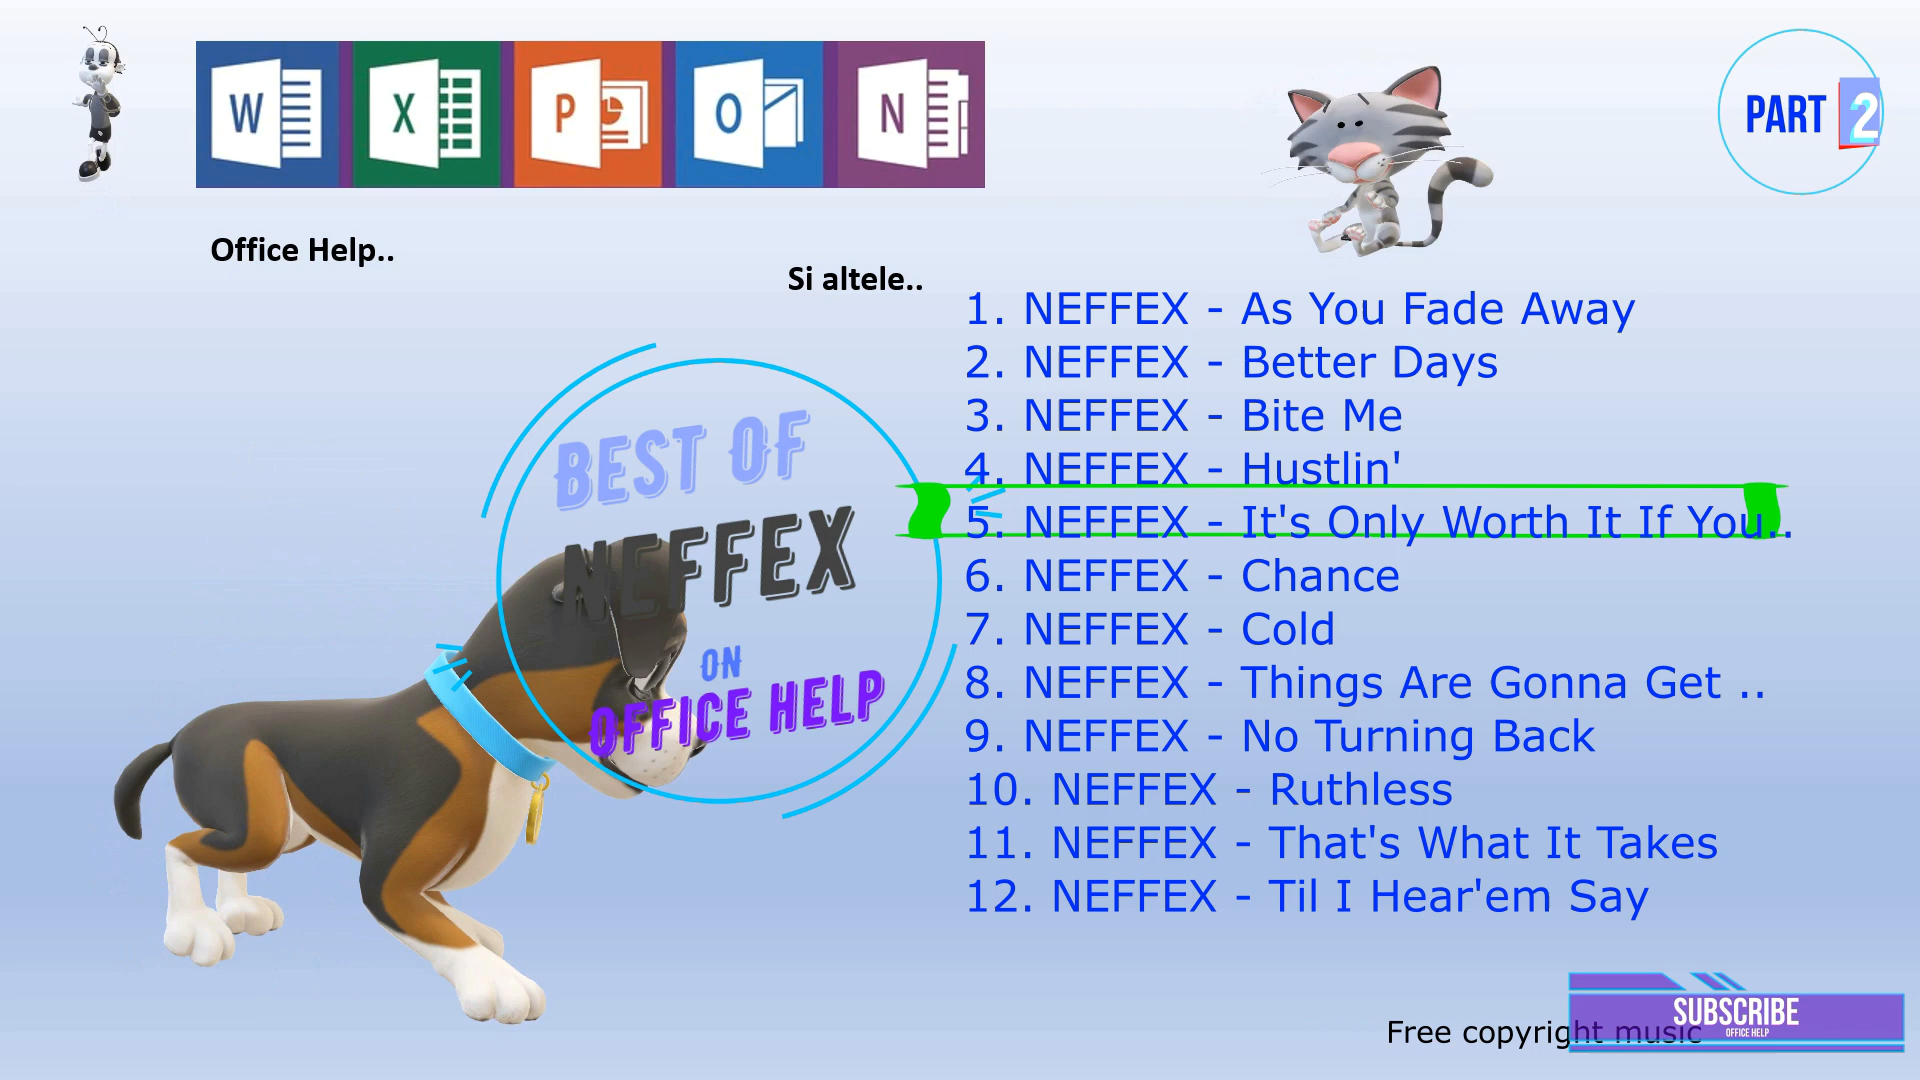 W X P O N
PART 2
Office Help..
Si altele..
BEST OF
NEFFEX
ON
OFFICE HELP
1. NEFFEX - As You Fade Away
2. NEFFEX - Better Days
3. NEFFEX - Bite Me
4. NEFFEX - Hustlin'
5. NEFFEX - It's Only Worth It If You..
6. NEFFEX - Chance
7. NEFFEX - Cold
8. NEFFEX - Things Are Gonna Get ..
9. NEFFEX - No Turning Back
10. NEFFEX - Ruthless
11. NEFFEX - That's What It Takes
12. NEFFEX - Til I Hear'em Say
Free copyright music
SUBSCRIBE
OFFICE HELP